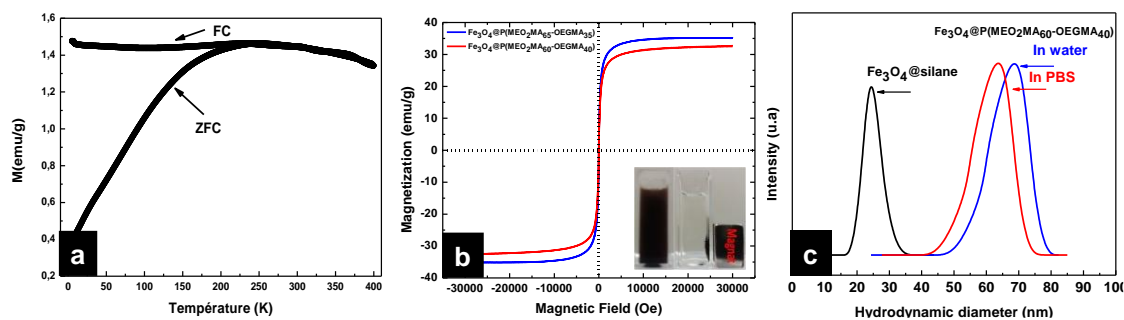 1,6
1,4
1,2
1,0
0,8
0,6
0,4
0,2
M(emu/g)
FC
ZFC
a
0 50 100 150 200 250 300 350 400
Température (K)
40
30
20
10
0
-10
-20
-30
40
Magnetization (emu/g)
Fe₃O₄@P(MEO₂MA₆₅-OEGMA₃₅)
Fe₃O₄@P(MEO₂MA₆₀-OEGMA₄₀)
Magne
b
-30000 -20000 -10000 0 10000 20000 30000
Magnetic Field (Oe)
Intensity (u.a)
Fe₃O₄@P(MEO₂MA₆₀-OEGMA₄₀)
In water
Fe₃O₄@silane
In PBS
c
0 10 20 30 40 50 60 70 80 90 100
Hydrodynamic diameter (nm)